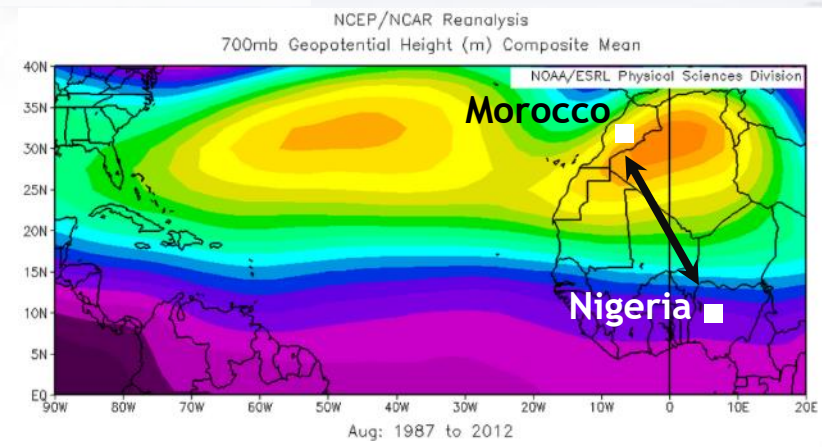 NCEP/NCAR Reanalysis
700mb Geopotential Height (m) Composite Mean
NOAA/ESRL Physical Sciences Division
40N
35N
30N
25N
20N
15N
10N
5N
EQ
Morocco
Nigeria
90W 80W 70W 60W 50W 40W 30W 20W 10W 0 10E 20E
Aug: 1987 to 2012